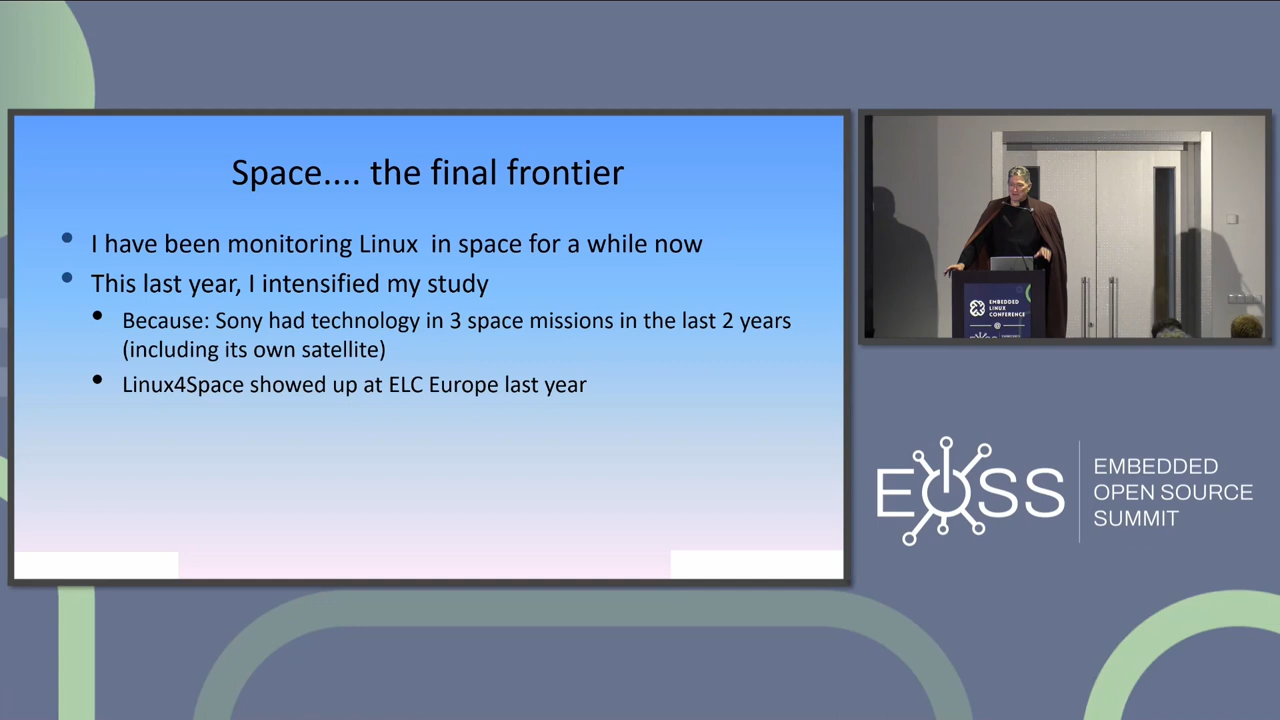 Space.... the final frontier
I have been monitoring Linux in space for a while now
This last year, I intensified my study
Because: Sony had technology in 3 space missions in the last 2 years
(including its own satellite)
Linux4Space showed up at ELC Europe last year
EMBEDDED
LINUX
CONFERENCE
EOSS
EMBEDDED
OPEN SOURCE
SUMMIT